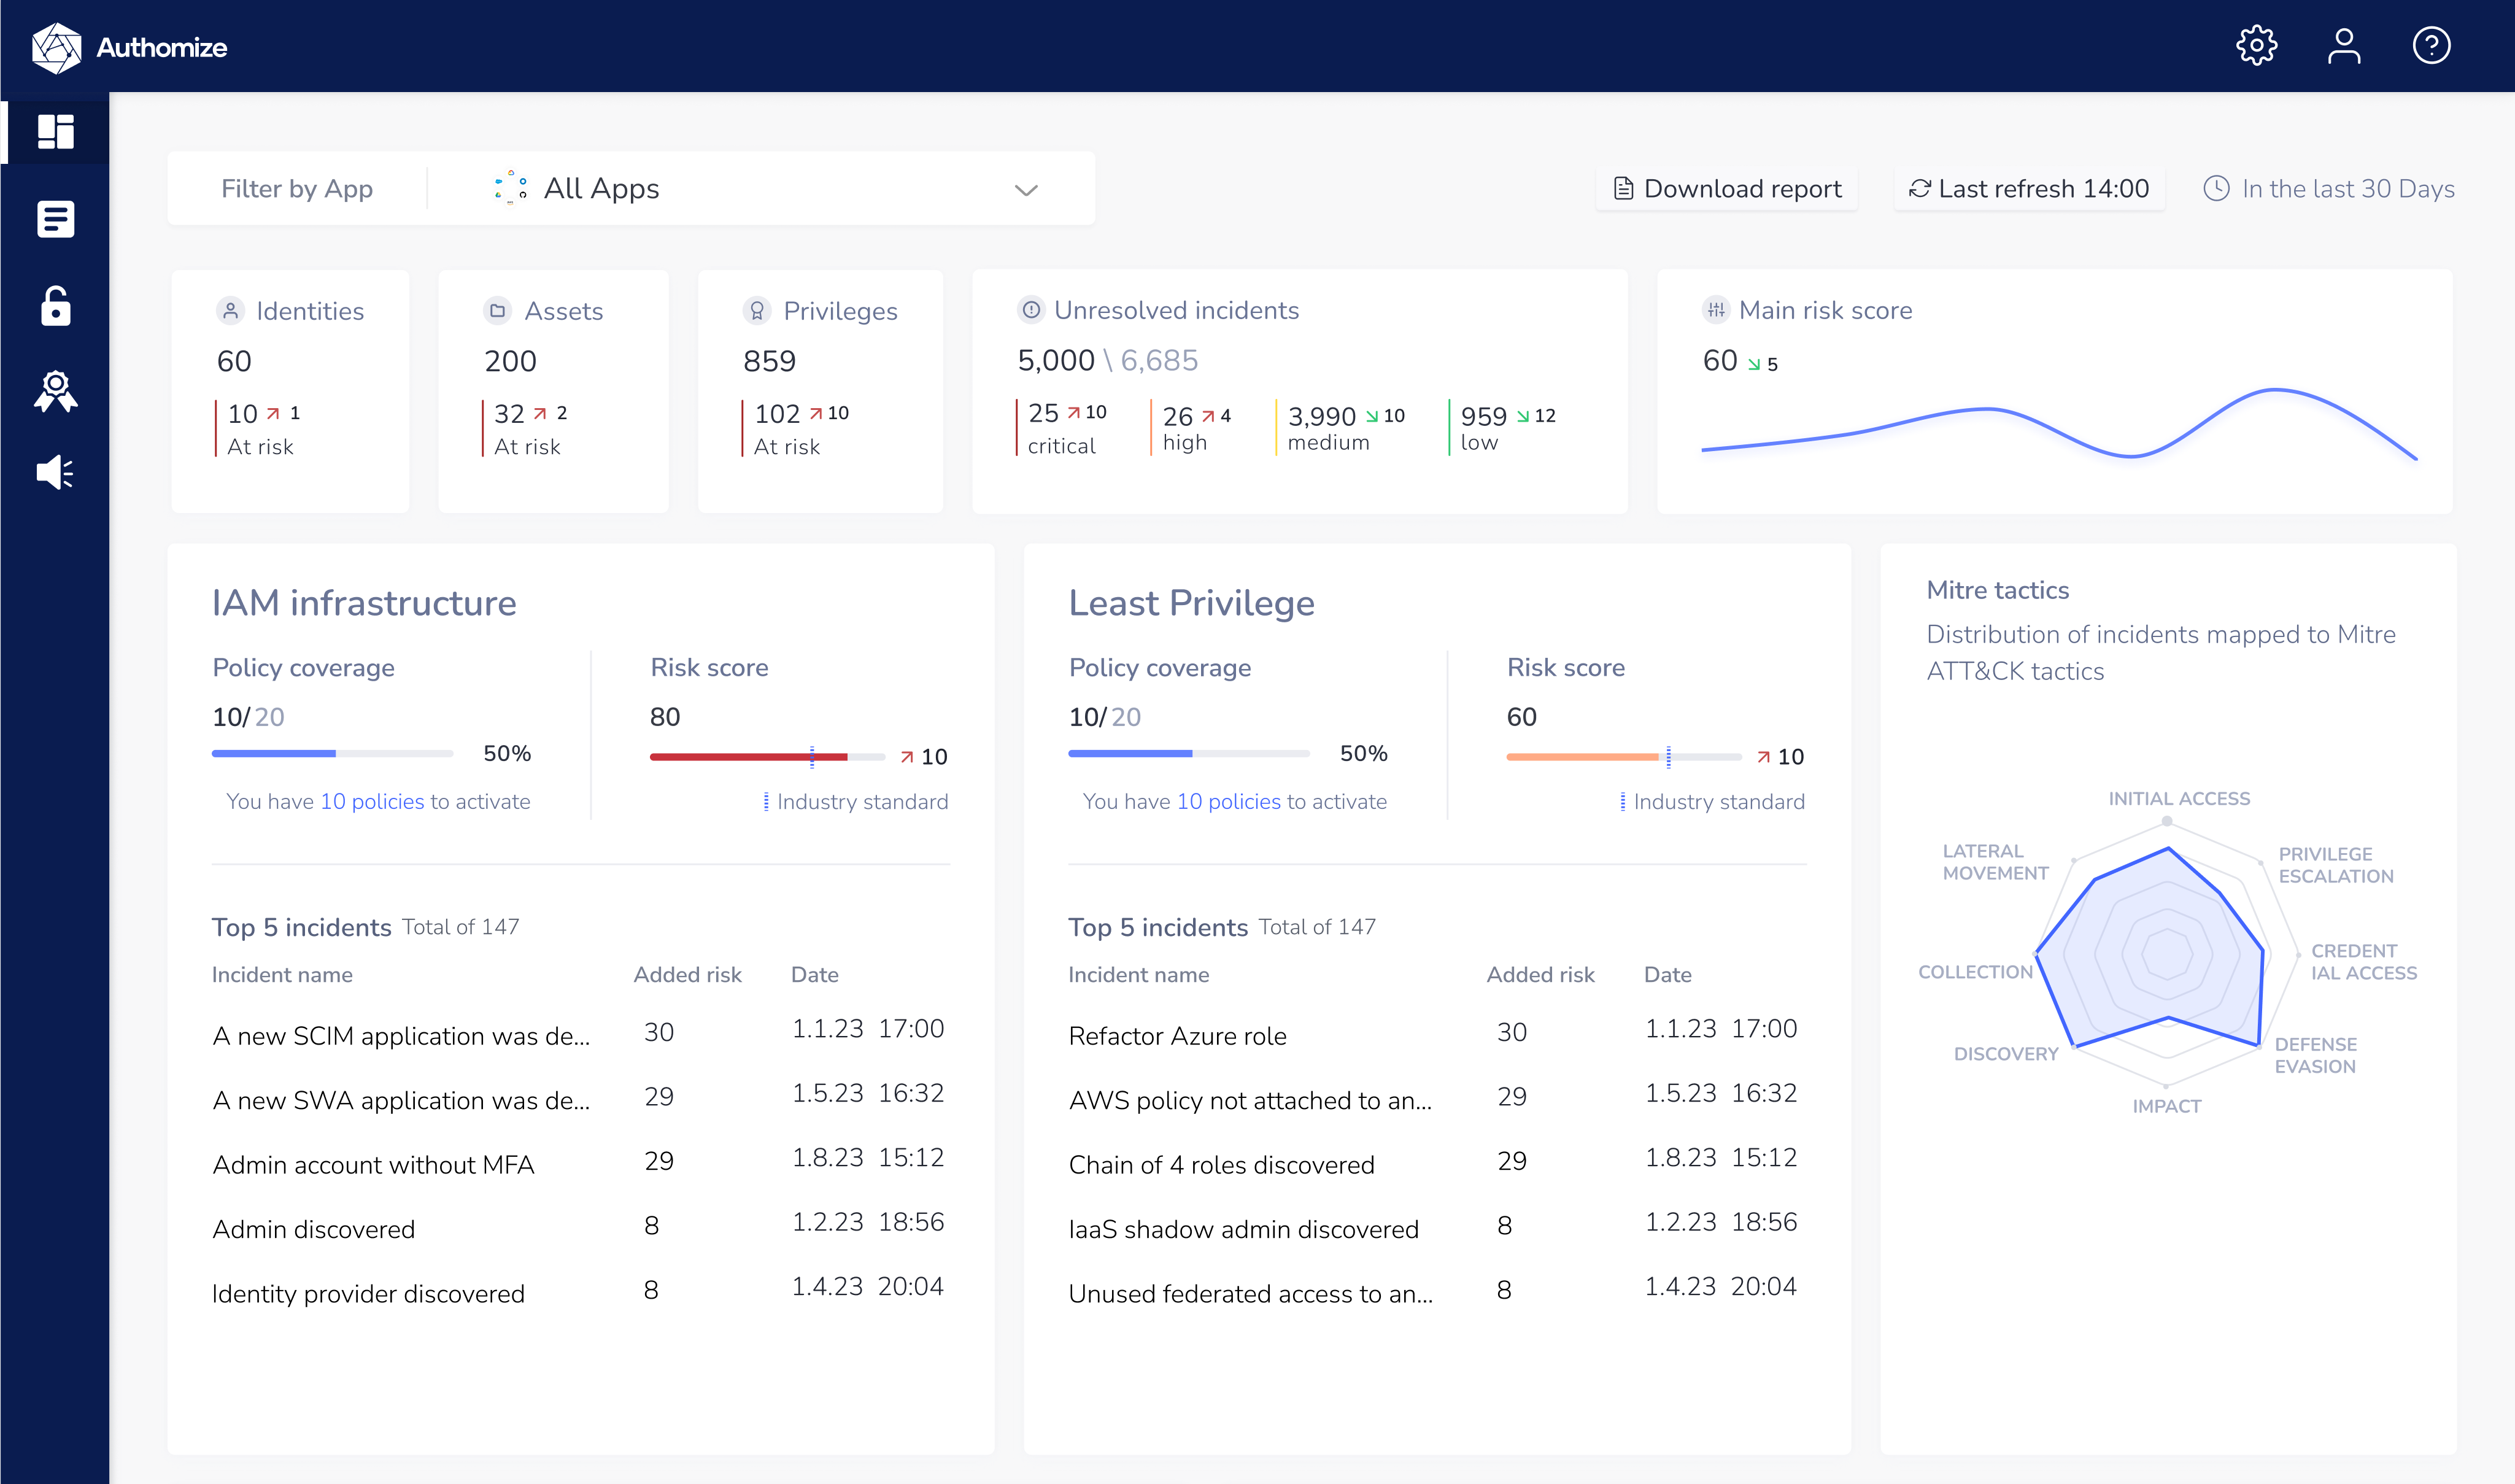 Authomize
Filter by App
All Apps
Download report
Last refresh 14:00
In the last 30 Days
Identities
60
10 1
At risk
Assets
200
32 2
At risk
Privileges
859
102 10
At risk
Unresolved incidents
5,000 \ 6,685
25 10
critical
26 4
high
3,990 10
medium
959 12
low
Main risk score
60 5
IAM infrastructure
Policy coverage
10/ 20
50%
You have 10 policies to activate
Risk score
80
10
Industry standard
Top 5 incidents Total of 147
Incident name Added risk Date
A new SCIM application was de... 30 1.1.23 17:00
A new SWA application was de... 29 1.5.23 16:32
Admin account without MFA 29 1.8.23 15:12
Admin discovered 8 1.2.23 18:56
Identity provider discovered 8 1.4.23 20:04
Least Privilege
Policy coverage
10/ 20
50%
You have 10 policies to activate
Risk score
60
10
Industry standard
Top 5 incidents Total of 147
Incident name Added risk Date
Refactor Azure role 30 1.1.23 17:00
AWS policy not attached to an... 29 1.5.23 16:32
Chain of 4 roles discovered 29 1.8.23 15:12
IaaS shadow admin discovered 8 1.2.23 18:56
Unused federated access to an... 8 1.4.23 20:04
Mitre tactics
Distribution of incidents mapped to Mitre
ATT&CK tactics
INITIAL ACCESS
PRIVILEGE
ESCALATION
CREDENT
IAL ACCESS
DEFENSE
EVASION
IMPACT
DISCOVERY
COLLECTION
LATERAL
MOVEMENT